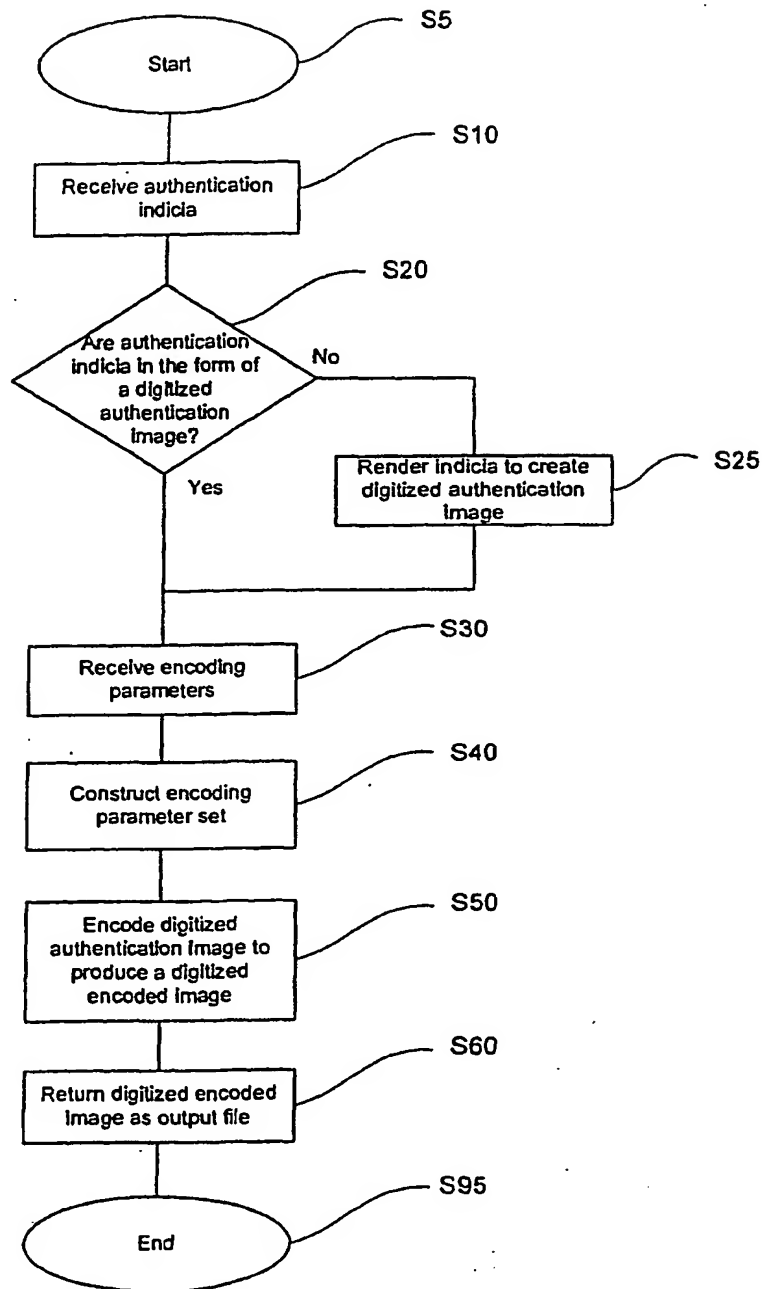 S5
Start
S10
Receive authentication
indicia
S20
Are authentication
indicia in the form of
a digitized
authentication
image?
No
Yes
Render indicia to create
digitized authentication
image
S25
S30
Receive encoding
parameters
S40
Construct encoding
parameter set
S50
Encode digitized
authentication image to
produce a digitized
encoded image
S60
Return digitized encoded
image as output file
S95
End